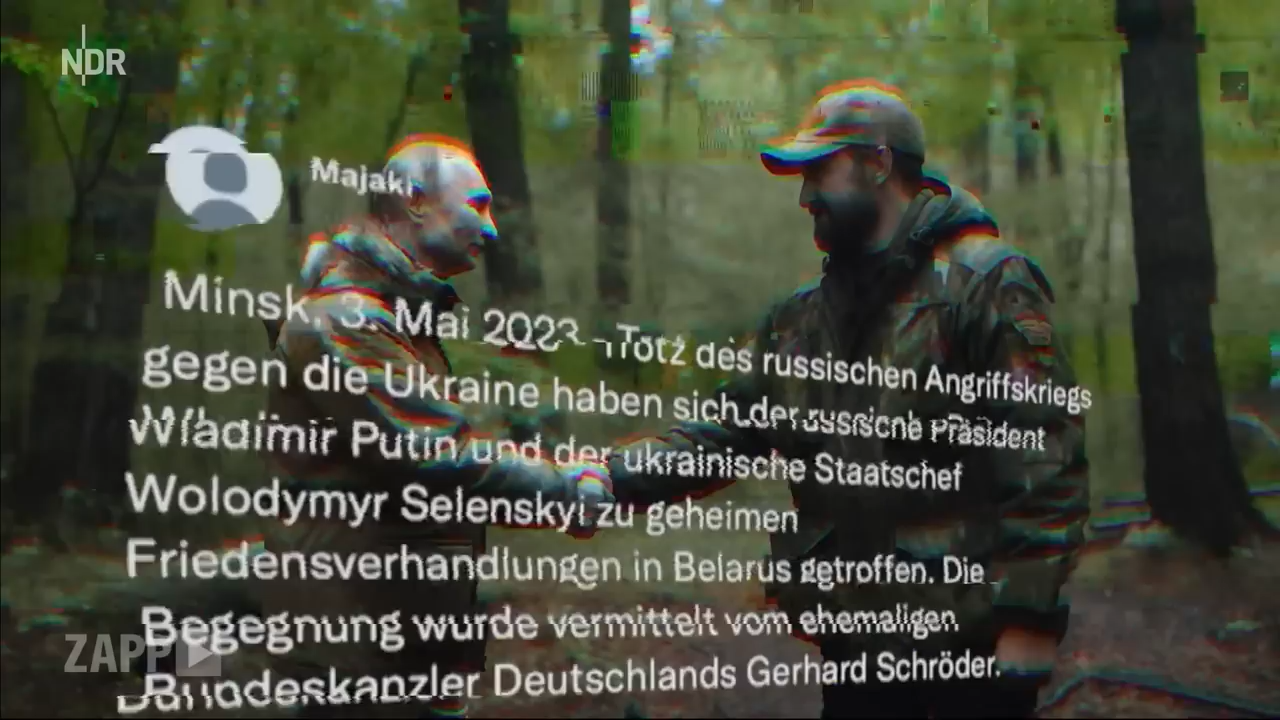 NDR
Majaki
Minsk, 3. Mai 2023 - Trotz des russischen Angriffskriegs
gegen die Ukraine haben sich der russische Präsident
Wladimir Putin und der ukrainische Staatschef
Wolodymyr Selenskyi zu geheimen
Friedensverhandlungen in Belarus getroffen. Die
Begegnung wurde vermittelt vom ehemaligen
Bundeskanzler Deutschlands Gerhard Schröder.
ZAPP